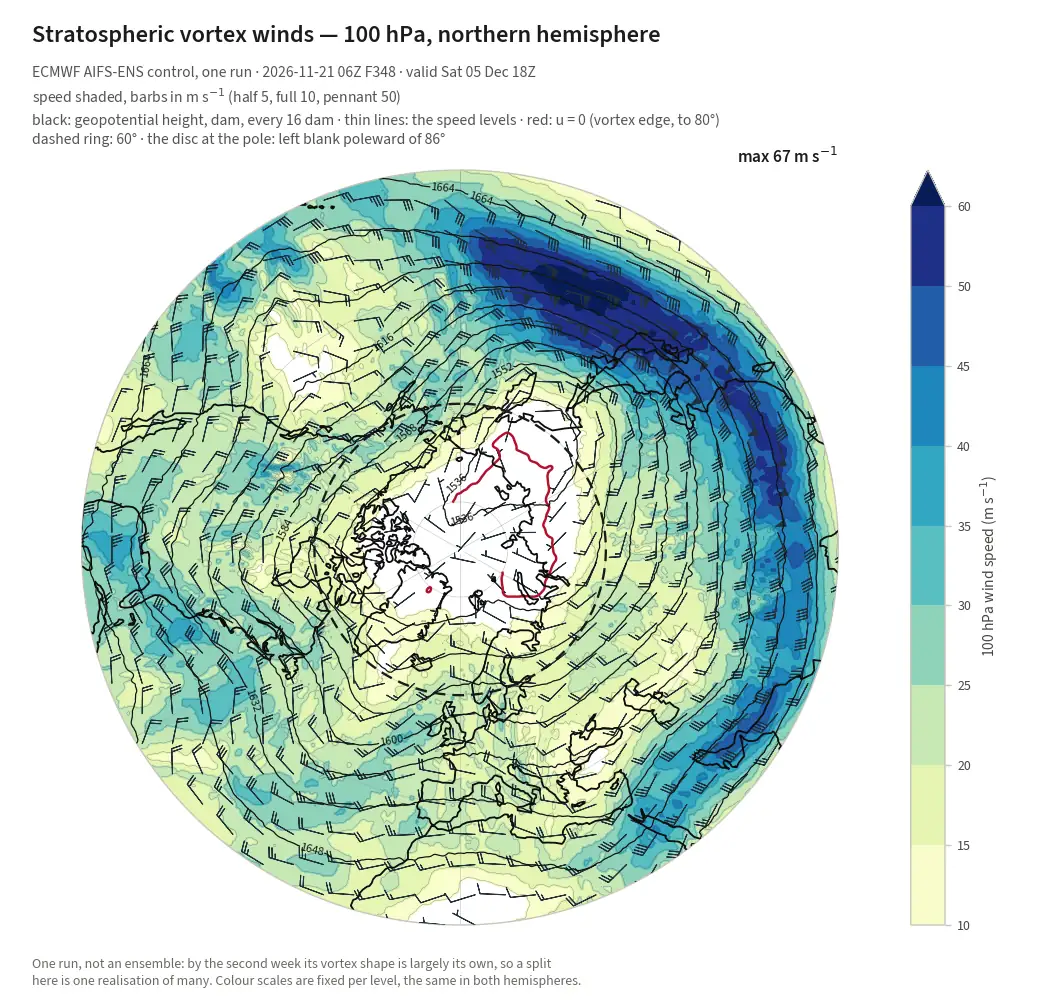 Stratospheric vortex winds — 100 hPa, northern hemisphere
ECMWF AIFS-ENS control, one run · 2026-11-21 06Z F348 · valid Sat 05 Dec 18Z
speed shaded, barbs in m s⁻¹ (half 5, full 10, pennant 50)
black: geopotential height, dam, every 16 dam · thin lines: the speed levels · red: u = 0 (vortex edge, to 80°)
dashed ring: 60° · the disc at the pole: left blank poleward of 86°
max 67 m s⁻¹
1664
1664
1664
1616
1552
1568
1536
1536
1584
1632
1600
1648
60
50
45
40
35
30
25
20
15
10
100 hPa wind speed (m s⁻¹)
One run, not an ensemble: by the second week its vortex shape is largely its own, so a split
here is one realisation of many. Colour scales are fixed per level, the same in both hemispheres.